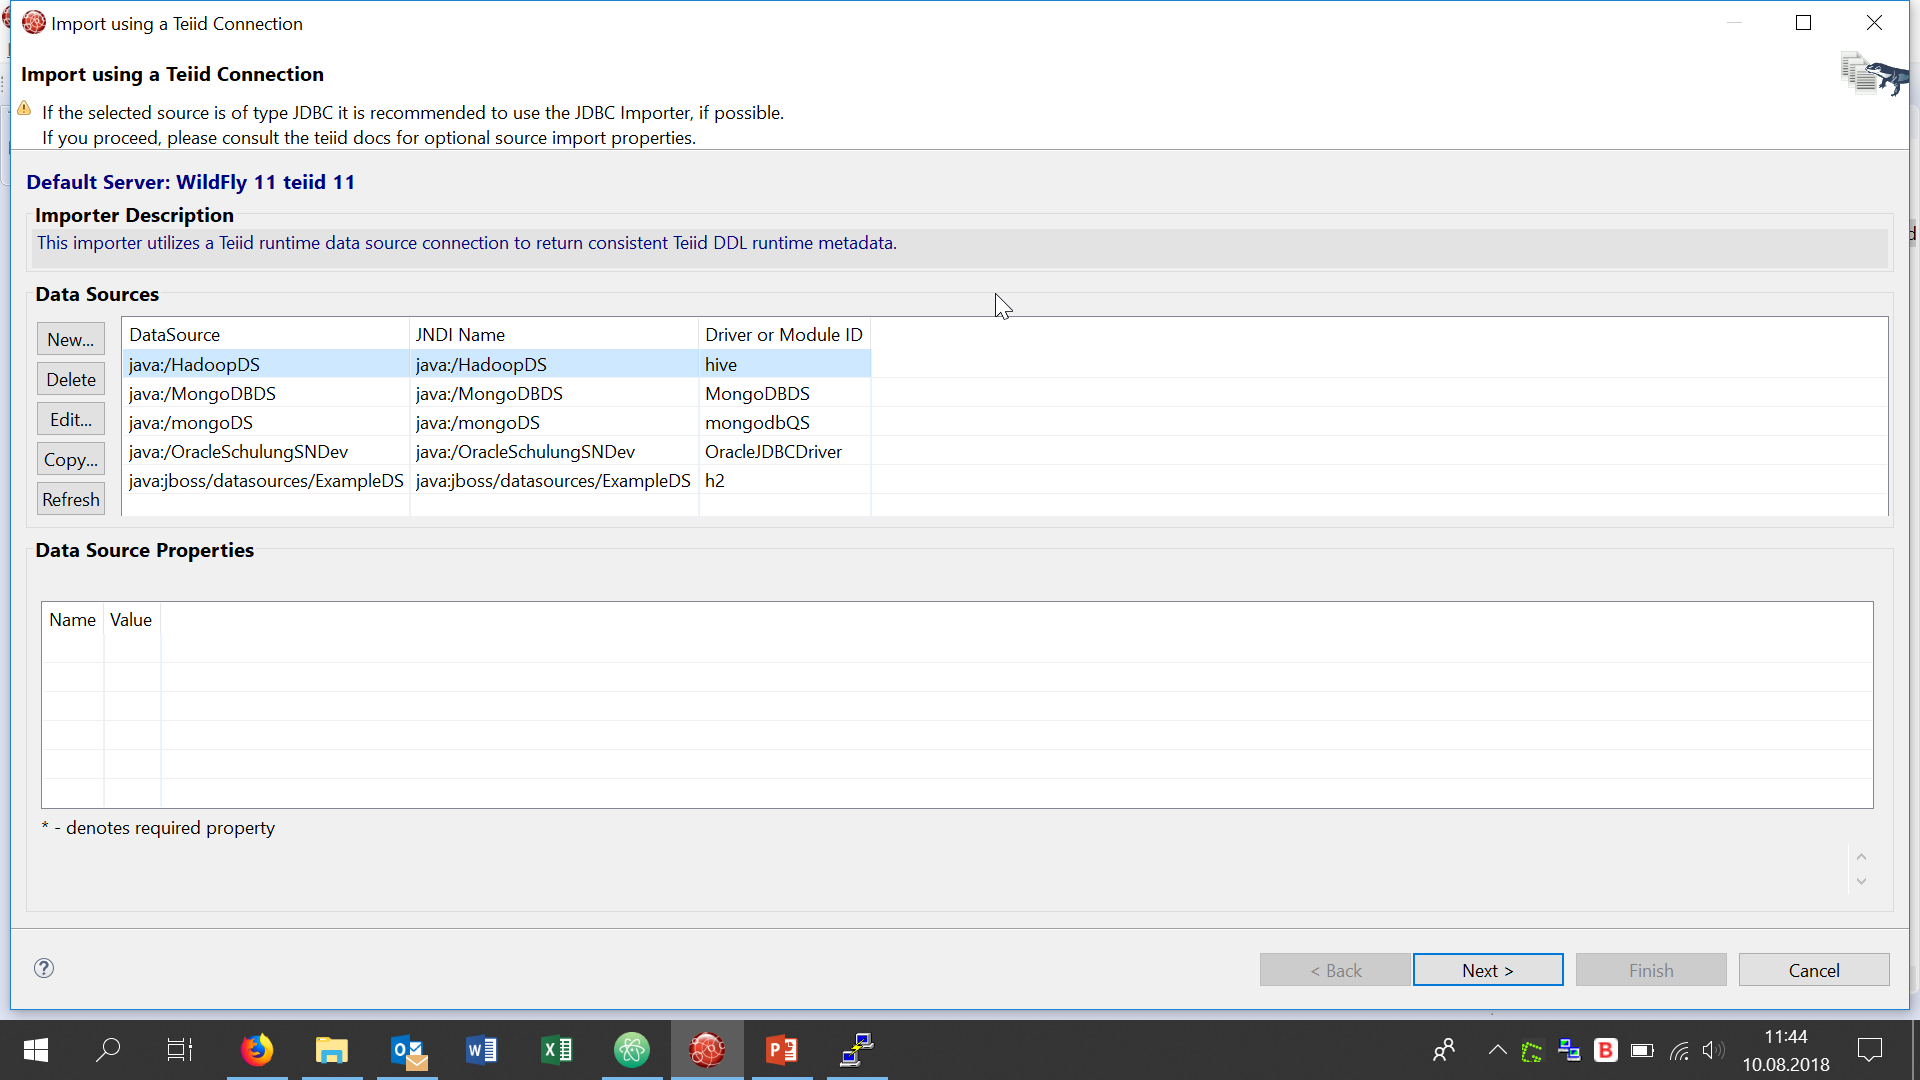 Import using a Teiid Connection
Import using a Teiid Connection
If the selected source is of type JDBC it is recommended to use the JDBC Importer, if possible.
If you proceed, please consult the teiid docs for optional source import properties.
Default Server: WildFly 11 teiid 11
Importer Description
This importer utilizes a Teiid runtime data source connection to return consistent Teiid DDL runtime metadata.
Data Sources
New...
Delete
Edit...
Copy...
Refresh
DataSource JNDI Name Driver or Module ID
java:/HadoopDS java:/HadoopDS hive
java:/MongoDBDS java:/MongoDBDS MongoDBDS
java:/mongoDS java:/mongoDS mongodbQS
java:/OracleSchulungSNDev java:/OracleSchulungSNDev OracleJDBCDriver
java:jboss/datasources/ExampleDS java:jboss/datasources/ExampleDS h2
Data Source Properties
Name Value
* - denotes required property
< Back Next > Finish Cancel
11:44
10.08.2018